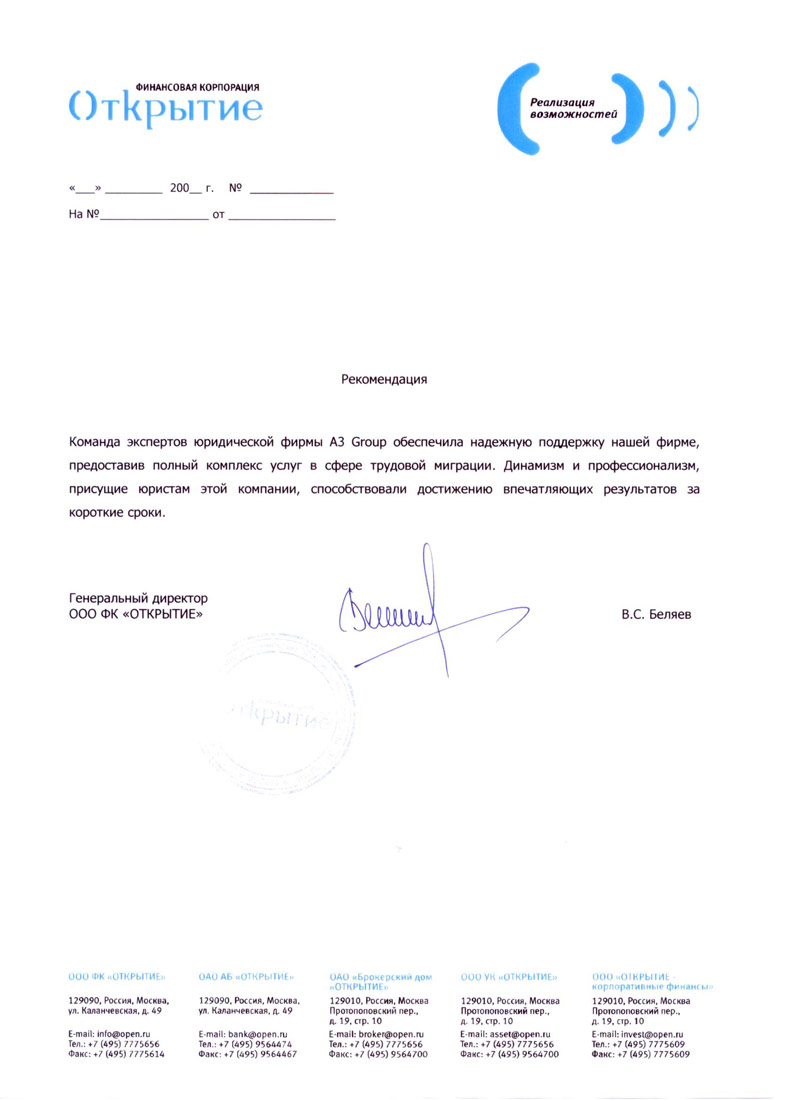 ФИНАНСОВАЯ КОРПОРАЦИЯ
Открытие
Реализация
возможностей
«___» _________ 200__ г. № _____________
На №_________________ от _________________
Рекомендация
Команда экспертов юридической фирмы A3 Group обеспечила надежную поддержку нашей фирме,
предоставив полный комплекс услуг в сфере трудовой миграции. Динамизм и профессионализм,
присущие юристам этой компании, способствовали достижению впечатляющих результатов за
короткие сроки.
Генеральный директор
ООО ФК «ОТКРЫТИЕ»
В.С. Беляев
Открытие
ООО ФК «ОТКРЫТИЕ»
129090, Россия, Москва,
ул. Каланчевская, д. 49
E-mail: info@open.ru
Тел.: +7 (495) 7775656
Факс: +7 (495) 7775614
ОАО АБ «ОТКРЫТИЕ»
129090, Россия, Москва,
ул. Каланчевская, д. 49
E-mail: bank@open.ru
Тел.: +7 (495) 9564474
Факс: +7 (495) 9564467
ОАО «Брокерский дом
«ОТКРЫТИЕ»
129010, Россия, Москва
Протопоповский пер.,
д. 19, стр. 10
E-mail: broker@open.ru
Тел.: +7 (495) 7775656
Факс: +7 (495) 9564700
ООО УК «ОТКРЫТИЕ»
129010, Россия, Москва
Протопоповский пер.,
д. 19, стр. 10
E-mail: asset@open.ru
Тел.: +7 (495) 7775656
Факс: +7 (495) 9564700
ООО «ОТКРЫТИЕ -
корпоративные финансы»
129010, Россия, Москва
Протопоповский пер.,
д. 19, стр. 10
E-mail: invest@open.ru
Тел.: +7 (495) 7775609
Факс: +7 (495) 7775609